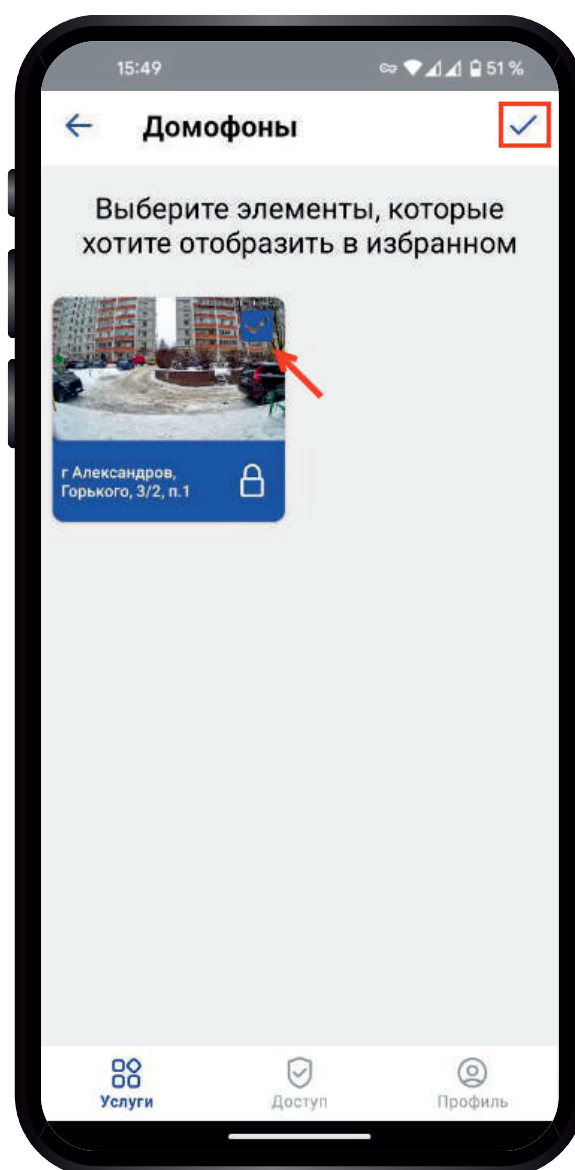 15:49
51 %
Домофоны
Выберите элементы, которые
хотите отобразить в избранном
г Александров,
Горького, 3/2, п.1
Услуги
Доступ
Профиль